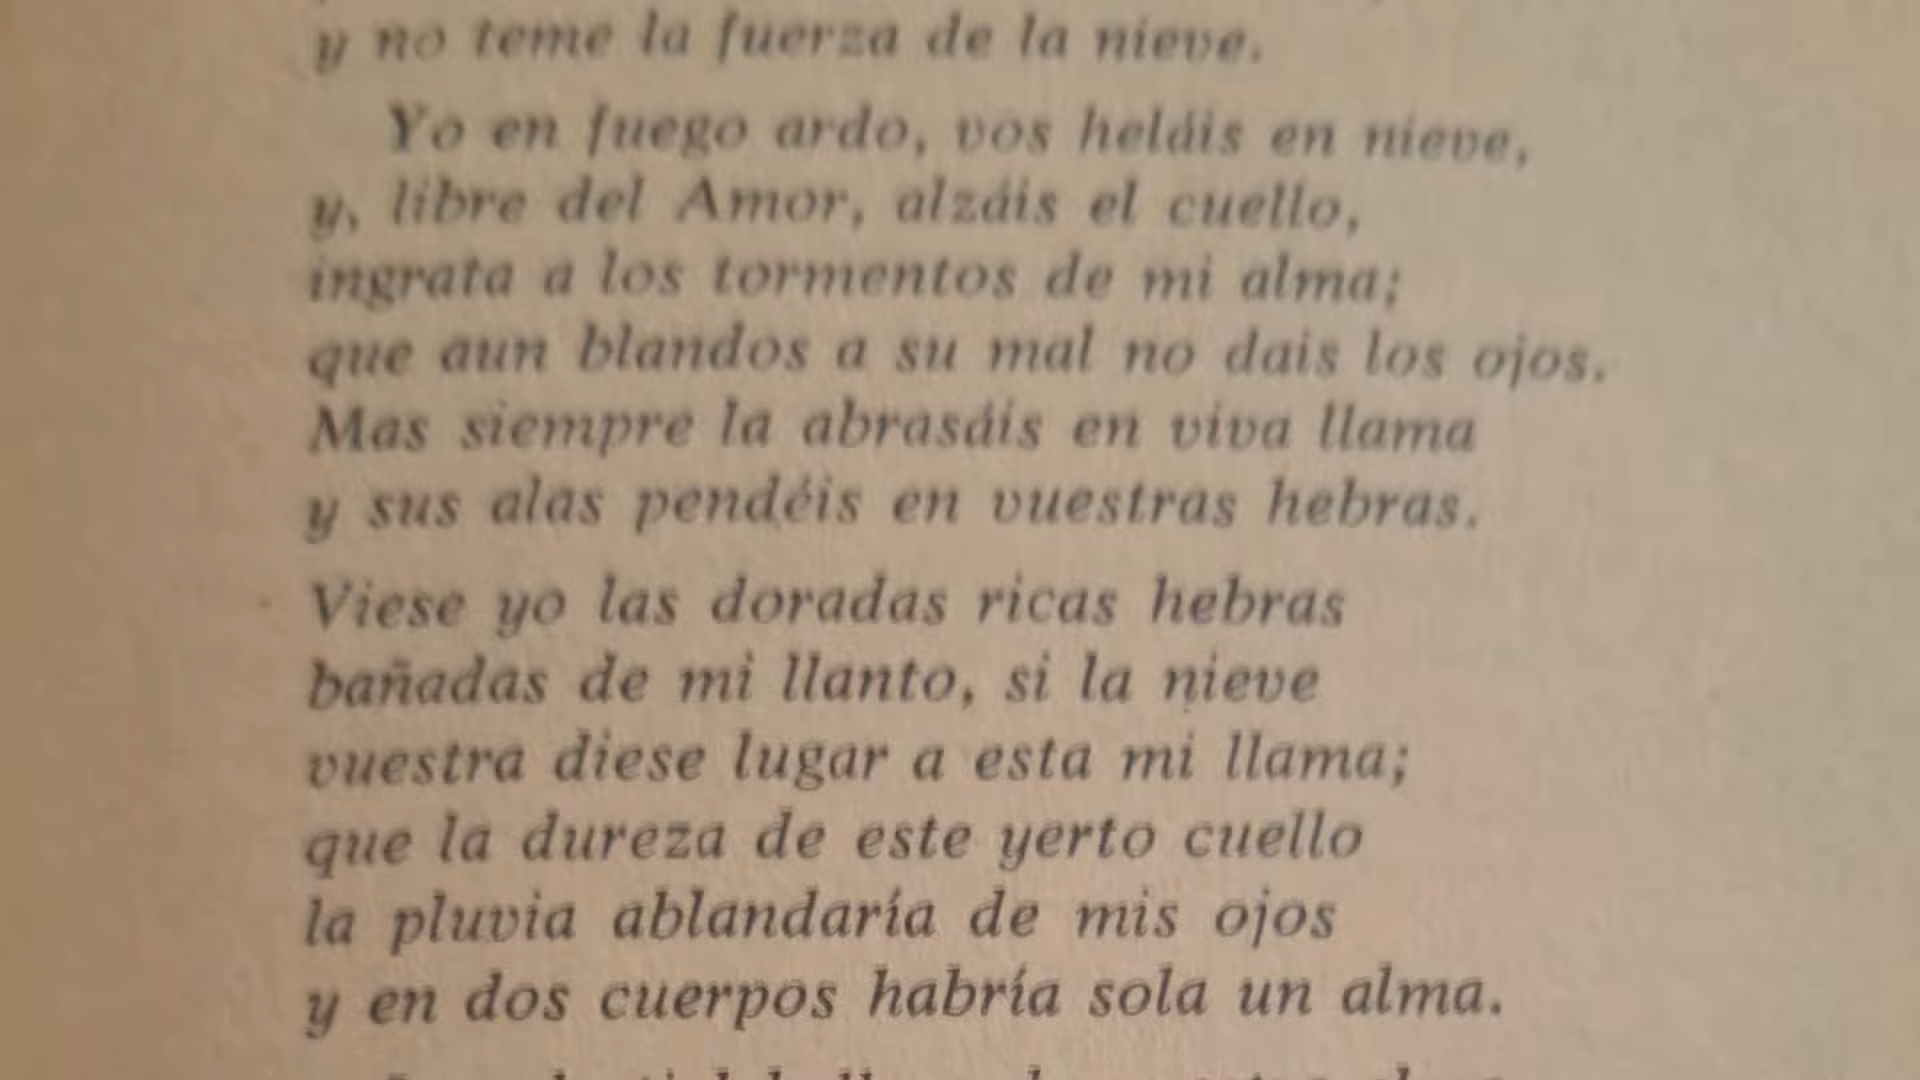 y no teme la fuerza de la nieve.
Yo en fuego ardo, vos heláis en nieve,
y, libre del Amor, alzáis el cuello,
ingrata a los tormentos de mi alma;
que aun blandos a su mal no dais los ojos.
Mas siempre la abrasáis en viva llama
y sus alas pendéis en vuestras hebras.
Viese yo las doradas ricas hebras
bañadas de mi llanto, si la nieve
vuestra diese lugar a esta mi llama;
que la dureza de este yerto cuello
la pluvia ablandaría de mis ojos
y en dos cuerpos habría sola un alma.